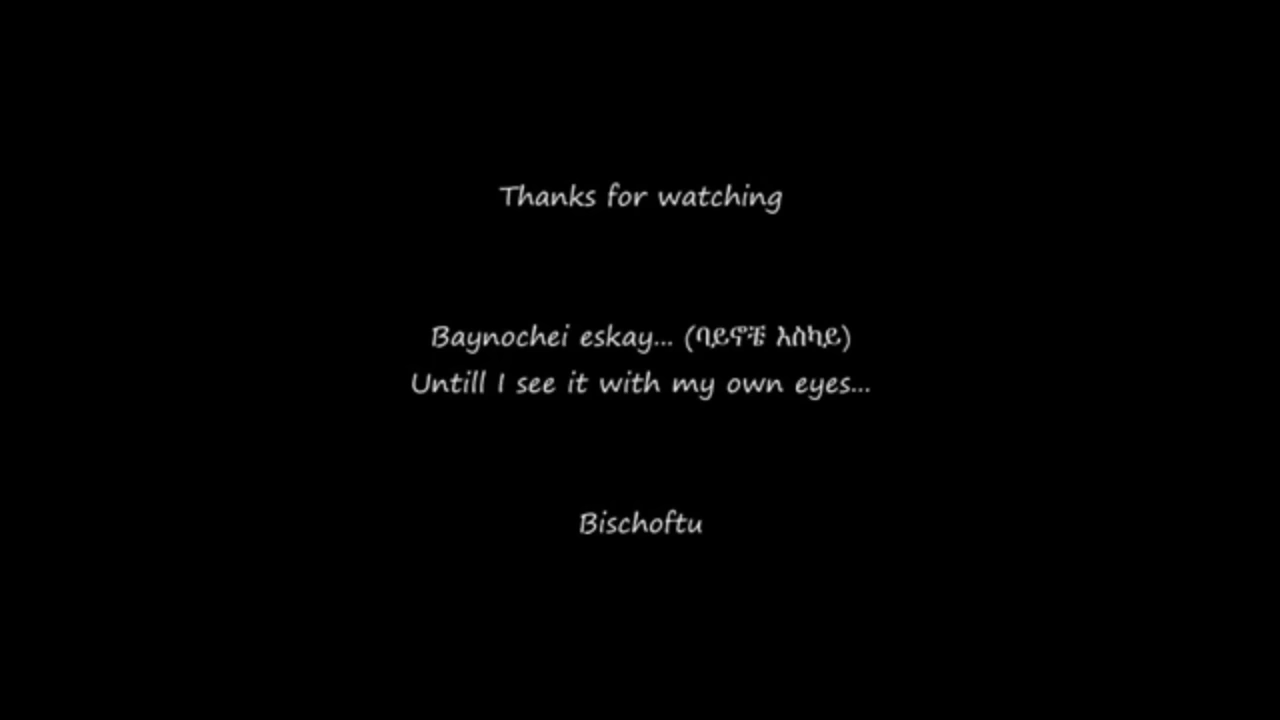 Thanks for watching
Baynochei eskay... (ባይኖቼ እስካይ)
Untill I see it with my own eyes...
Bischoftu